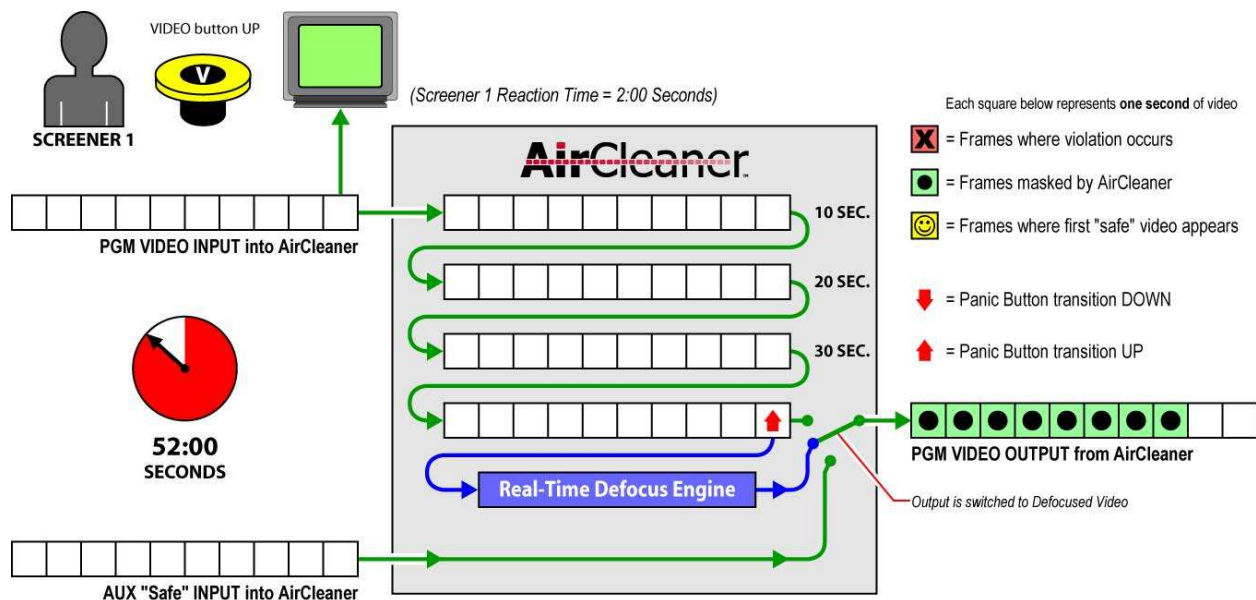 VIDEO button UP
V
SCREENER 1
(Screener 1 Reaction Time = 2:00 Seconds)
Each square below represents one second of video
X = Frames where violation occurs
= Frames masked by AirCleaner
= Frames where first "safe" video appears
= Panic Button transition DOWN
= Panic Button transition UP
AirCleaner™
10 SEC.
20 SEC.
30 SEC.
PGM VIDEO INPUT into AirCleaner
52:00
SECONDS
Real-Time Defocus Engine
PGM VIDEO OUTPUT from AirCleaner
Output is switched to Defocused Video
AUX "Safe" INPUT into AirCleaner